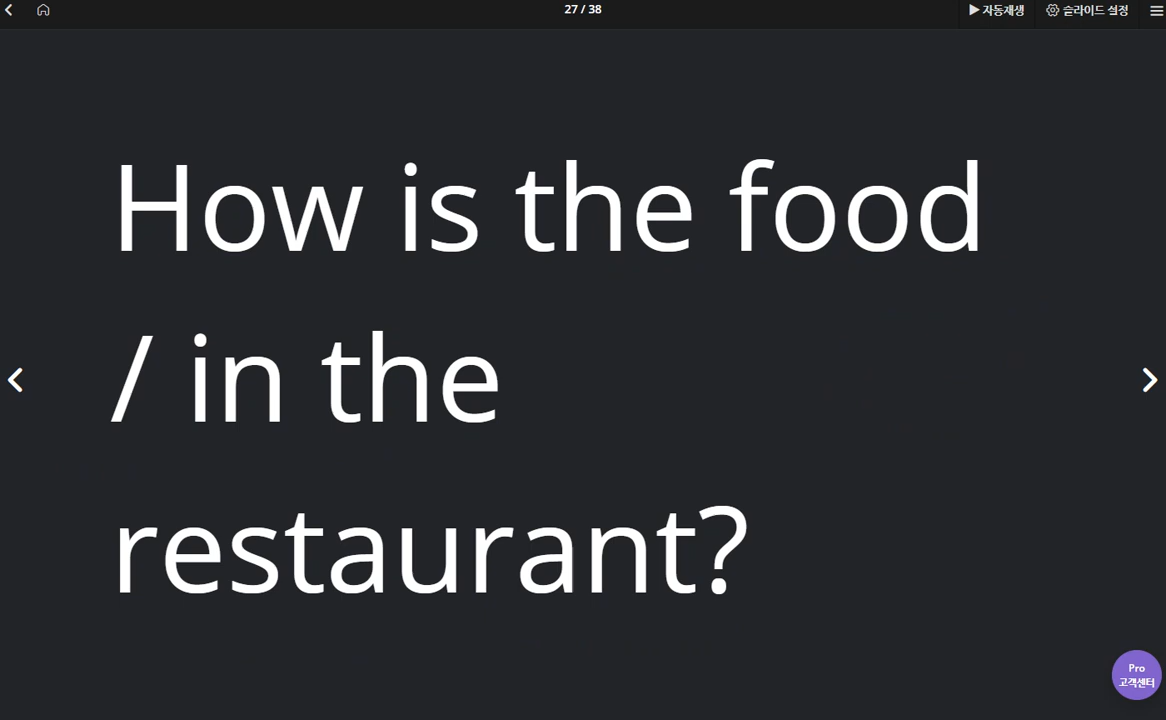 27 / 38
▶ 자동재생
슬라이드 설정
How is the food
/ in the
restaurant?
Pro
고객센터